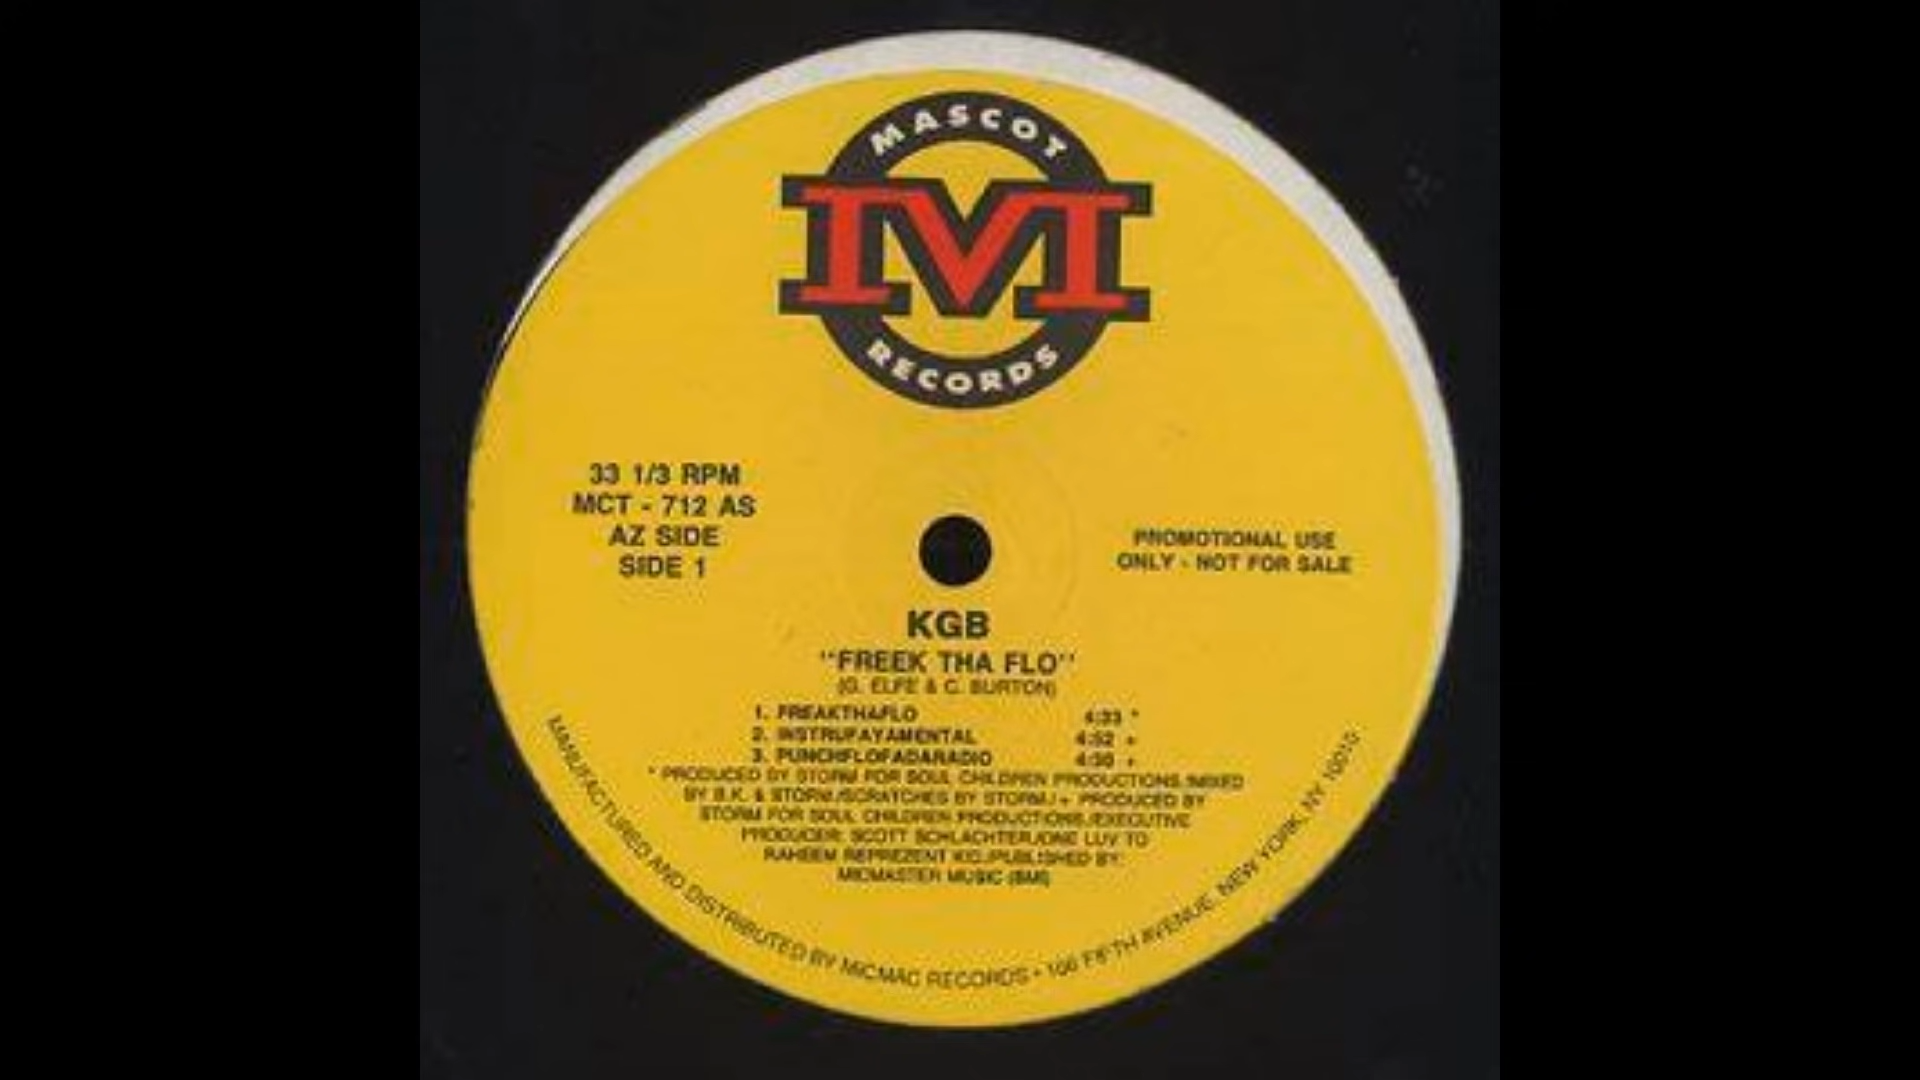 MASCOT
M
RECORDS
33 1/3 RPM
MCT - 712 AS
AZ SIDE
SIDE 1
PROMOTIONAL USE
ONLY - NOT FOR SALE
KGB
"FREEK THA FLO"
(G. ELFE & C. BURTON)
1. FREAKTHAFLO 4:33 *
2. INSTRUFAYAMENTAL 4:52 +
3. PUNCHFLOFADARADIO 4:30 +
* PRODUCED BY STORM FOR SOUL CHILDREN PRODUCTIONS/MIXED
BY B.K. & STORM/SCRATCHES BY STORM/+ PRODUCED BY
STORM FOR SOUL CHILDREN PRODUCTIONS/EXECUTIVE
PRODUCER: SCOTT SCHLACHTER/ONE LUV TO
RAHEEM REPREZENT /PUBLISHED BY:
MICMASTER MUSIC (BMI)
MANUFACTURED AND DISTRIBUTED BY MICMAC RECORDS • 100 FIFTH AVENUE, NEW YORK, NY